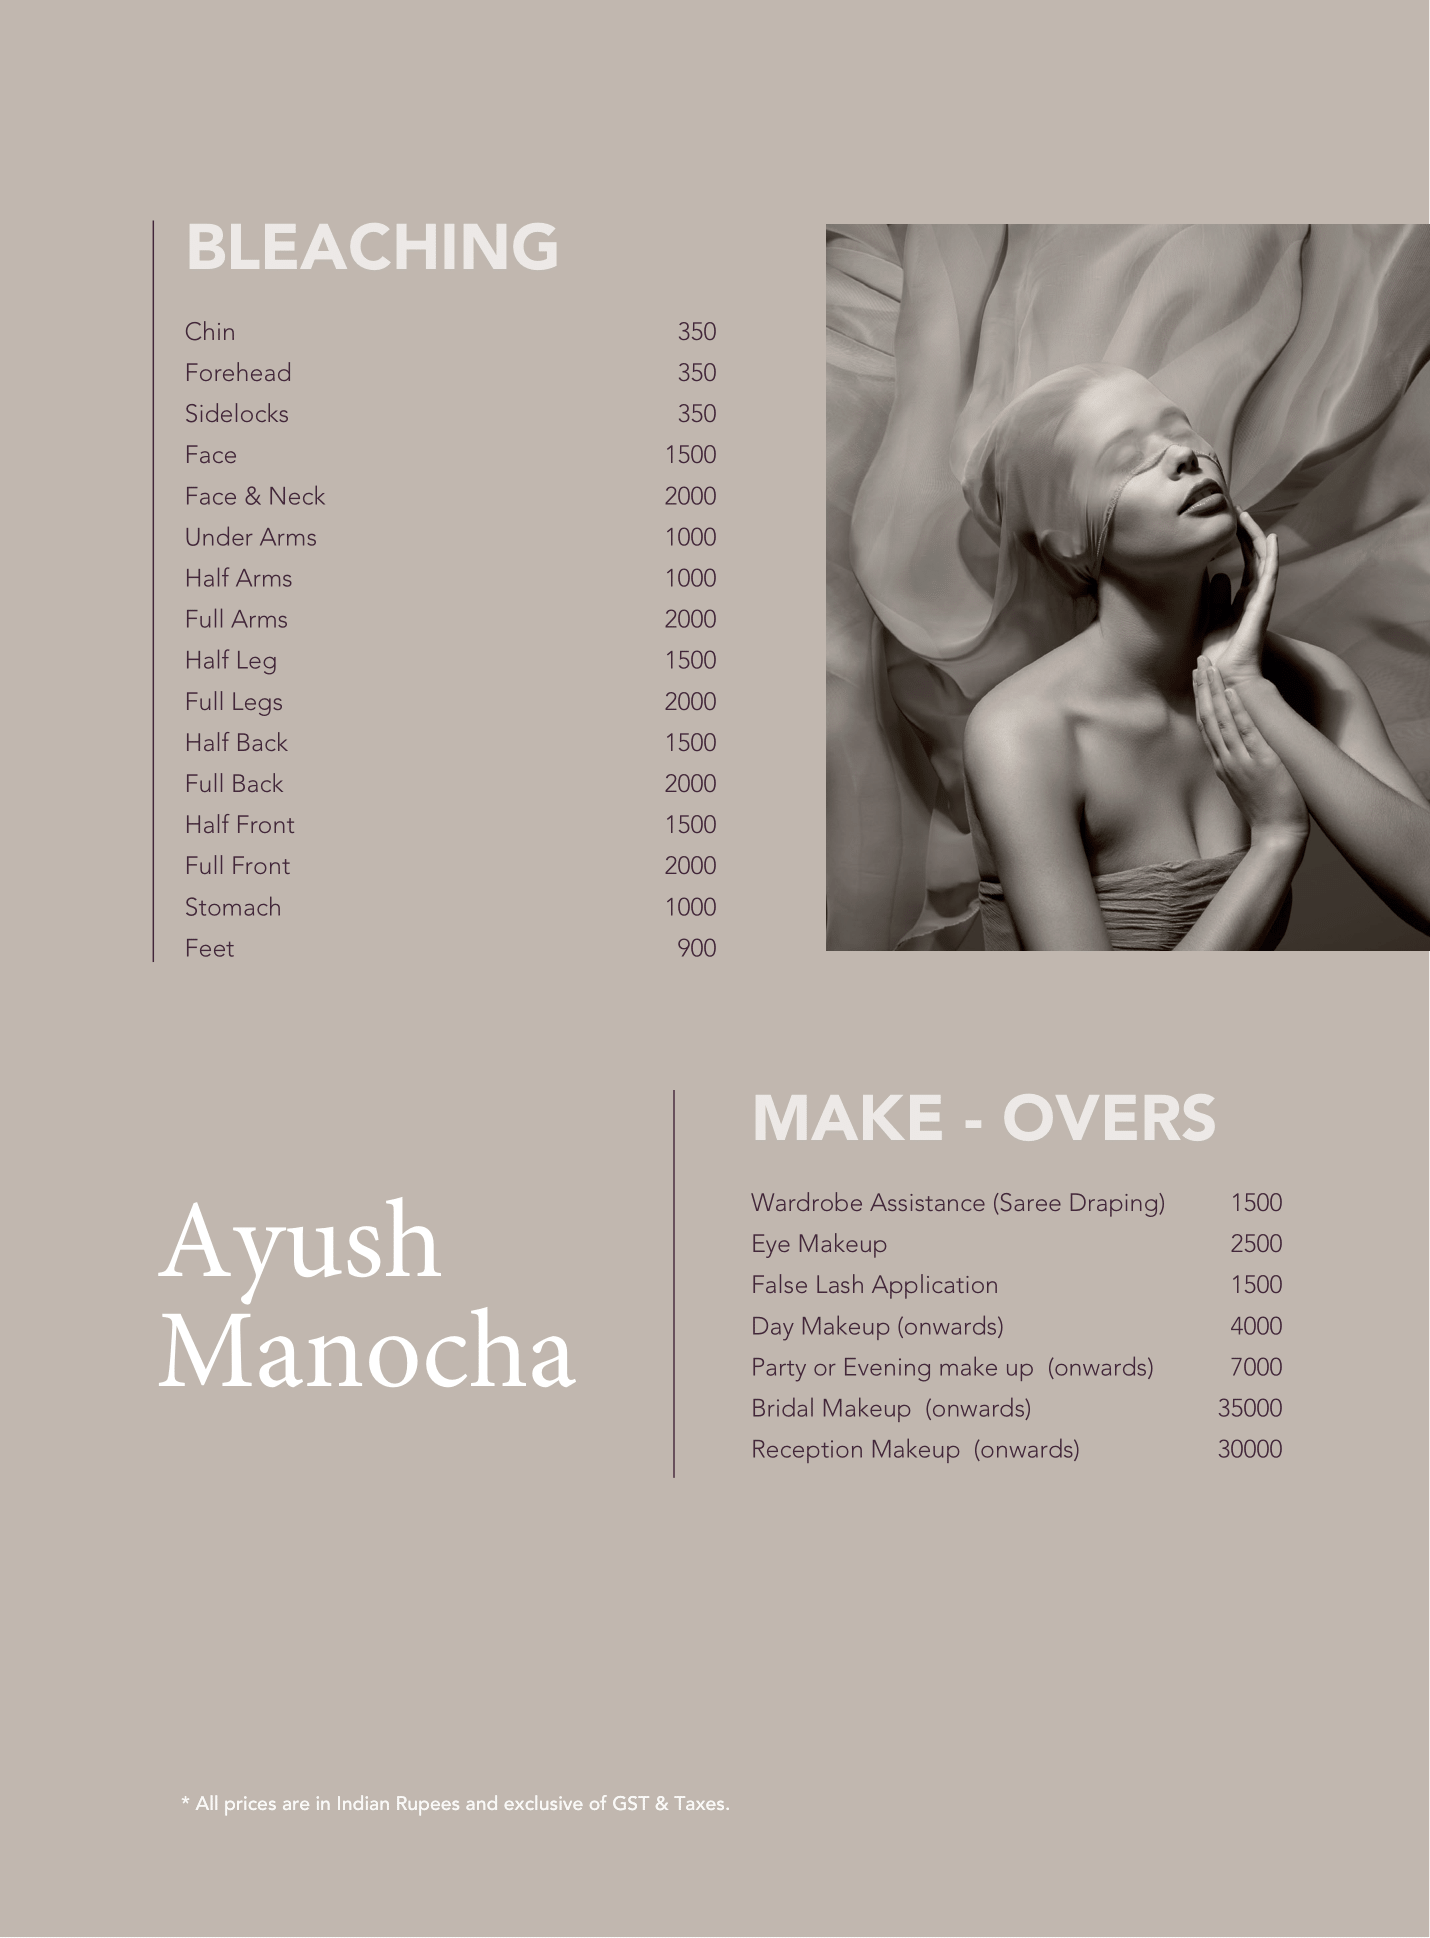 BLEACHING
Chin 350
Forehead 350
Sidelocks 350
Face 1500
Face & Neck 2000
Under Arms 1000
Half Arms 1000
Full Arms 2000
Half Leg 1500
Full Legs 2000
Half Back 1500
Full Back 2000
Half Front 1500
Full Front 2000
Stomach 1000
Feet 900
Ayush
Manocha
MAKE - OVERS
Wardrobe Assistance (Saree Draping) 1500
Eye Makeup 2500
False Lash Application 1500
Day Makeup (onwards) 4000
Party or Evening make up (onwards) 7000
Bridal Makeup (onwards) 35000
Reception Makeup (onwards) 30000
* All prices are in Indian Rupees and exclusive of GST & Taxes.